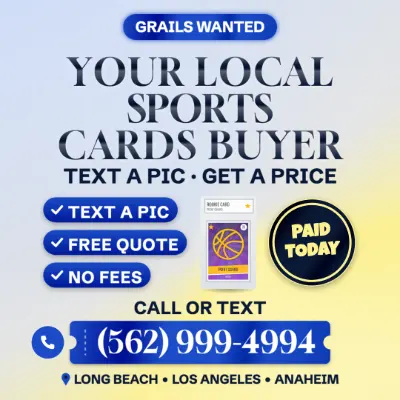 GRAILS WANTED
YOUR LOCAL
SPORTS
CARDS BUYER
TEXT A PIC • GET A PRICE
TEXT A PIC
FREE QUOTE
NO FEES
PAID
TODAY
CALL OR TEXT
(562) 999-4994
LONG BEACH • LOS ANGELES • ANAHEIM